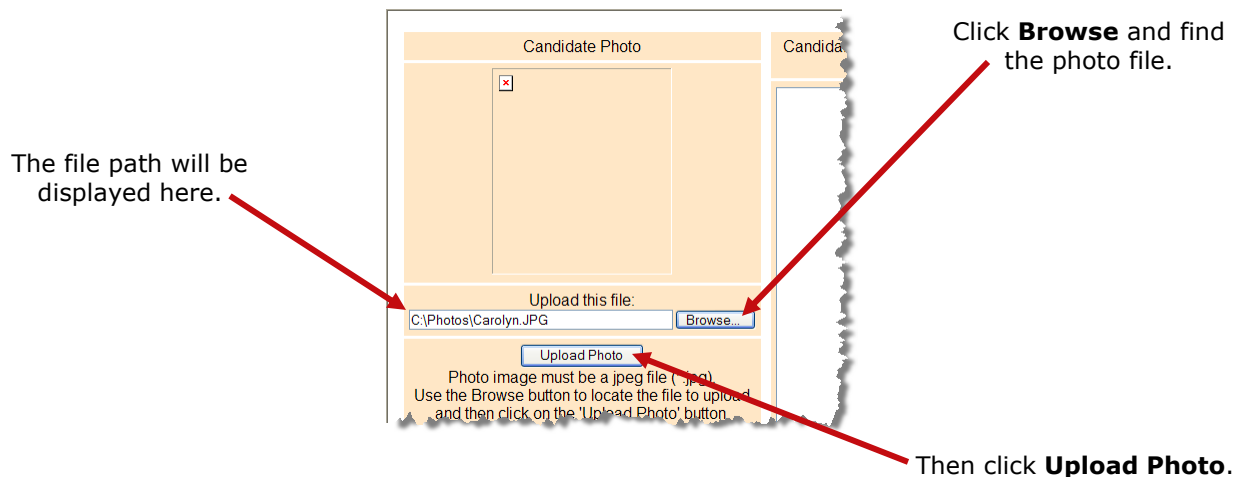 Click Browse and find
the photo file.
Candidate Photo
Candida
The file path will be
displayed here.
Upload this file:
C:\Photos\Carolyn.JPG
Browse...
Upload Photo
Photo image must be a jpeg file (*.jpg).
Use the Browse button to locate the file to upload
and then click on the 'Upload Photo' button
Then click Upload Photo.